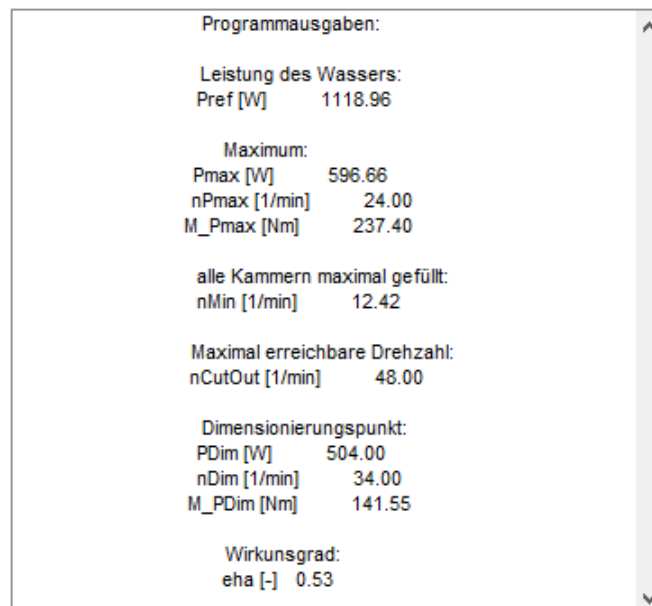 Programmausgaben:
Leistung des Wassers:
Pref [W] 1118.96
Maximum:
Pmax [W] 596.66
nPmax [1/min] 24.00
M_Pmax [Nm] 237.40
alle Kammern maximal gefüllt:
nMin [1/min] 12.42
Maximal erreichbare Drehzahl:
nCutOut [1/min] 48.00
Dimensionierungspunkt:
PDim [W] 504.00
nDim [1/min] 34.00
M_PDim [Nm] 141.55
Wirkunsgrad:
eha [-] 0.53